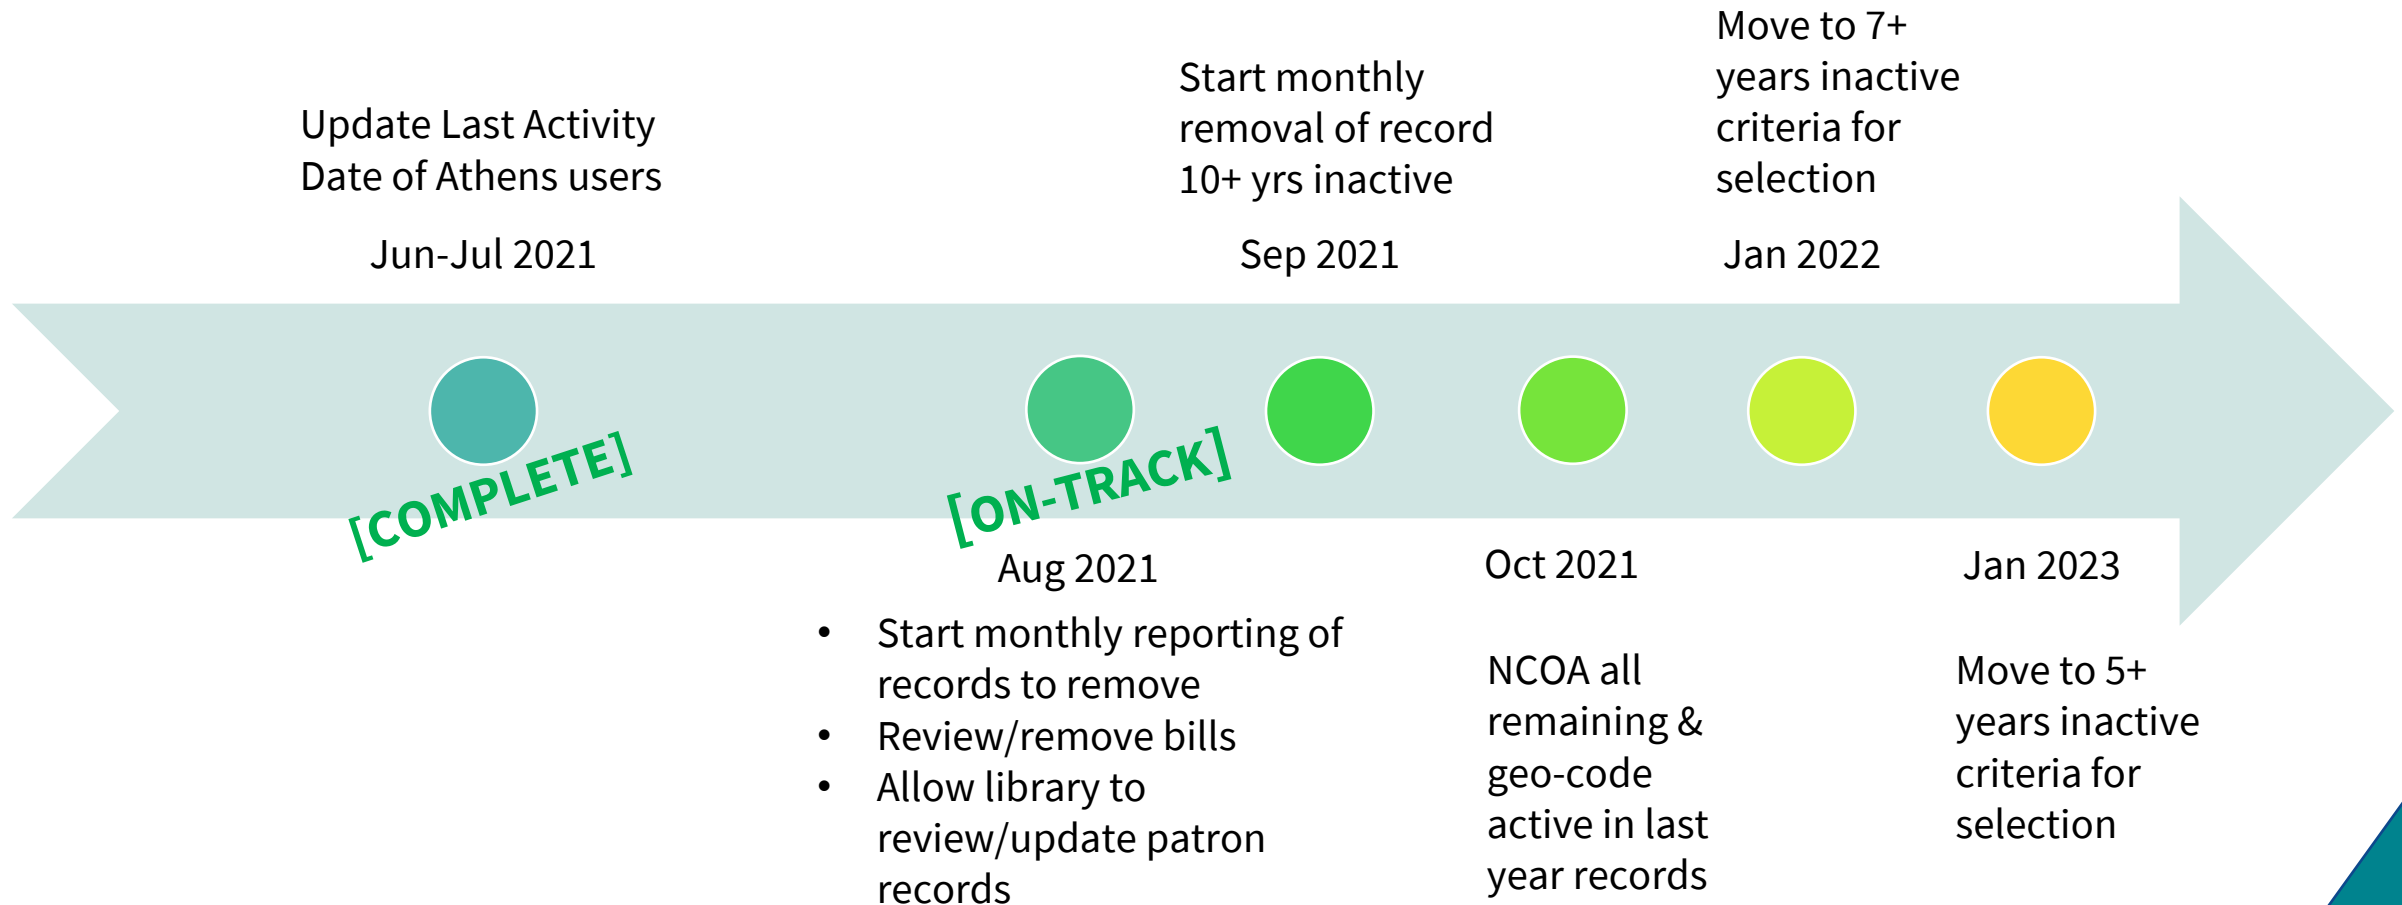 Update Last Activity
Date of Athens users
Jun-Jul 2021
[COMPLETE]
Start monthly
removal of record
10+ yrs inactive
Sep 2021
Move to 7+
years inactive
criteria for
selection
Jan 2022
[ON-TRACK]
Aug 2021
• Start monthly reporting of
records to remove
• Review/remove bills
• Allow library to
review/update patron
records
Oct 2021
NCOA all
remaining &
geo-code
active in last
year records
Jan 2023
Move to 5+
years inactive
criteria for
selection